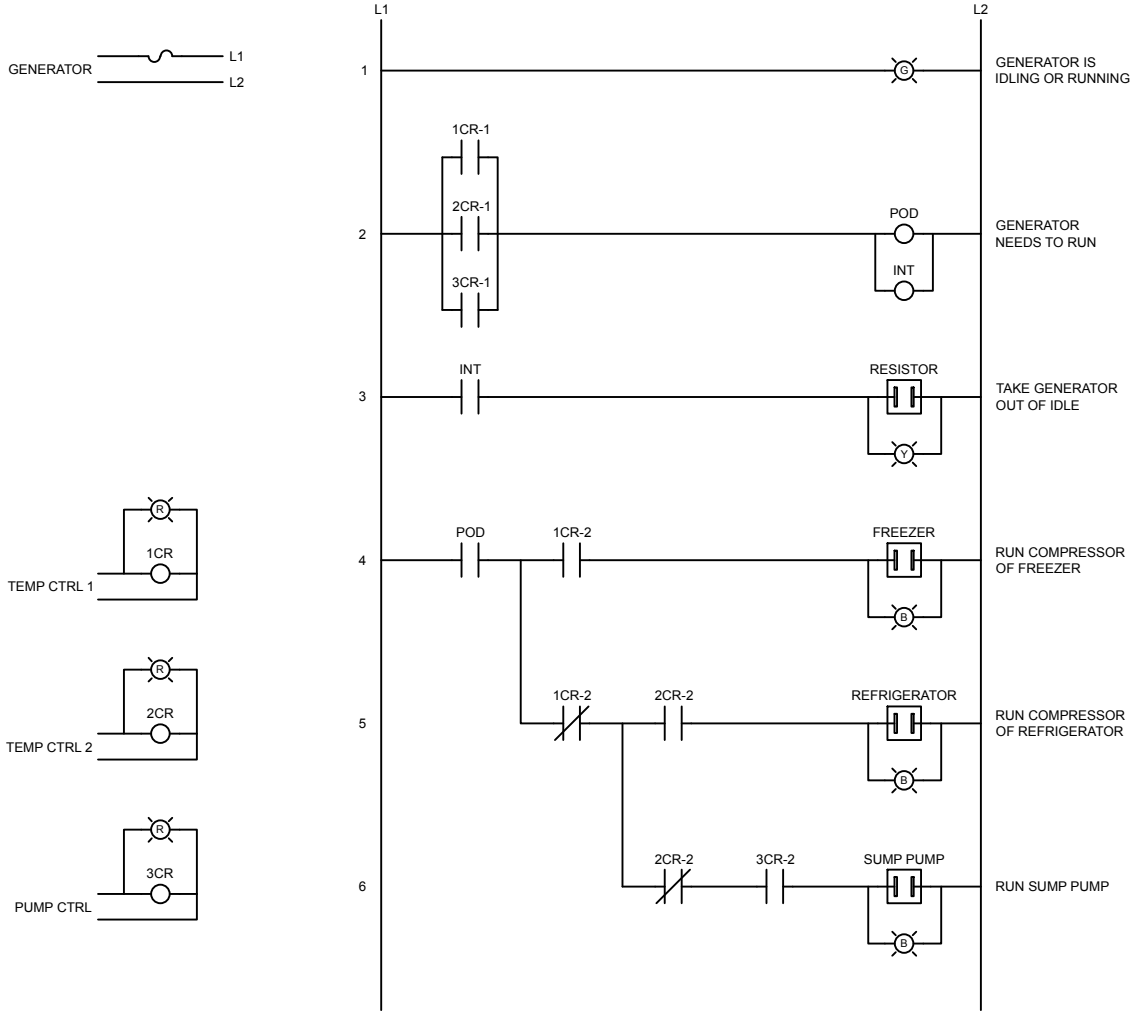 L1
L2
GENERATOR
L1
L2
1
G
GENERATOR IS
IDLING OR RUNNING
1CR-1
2CR-1
3CR-1
2
POD
INT
GENERATOR
NEEDS TO RUN
3
INT
RESISTOR
Y
TAKE GENERATOR
OUT OF IDLE
R
1CR
TEMP CTRL 1
4
POD
1CR-2
FREEZER
B
RUN COMPRESSOR
OF FREEZER
R
2CR
TEMP CTRL 2
5
1CR-2
2CR-2
REFRIGERATOR
B
RUN COMPRESSOR
OF REFRIGERATOR
R
3CR
PUMP CTRL
6
2CR-2
3CR-2
SUMP PUMP
B
RUN SUMP PUMP